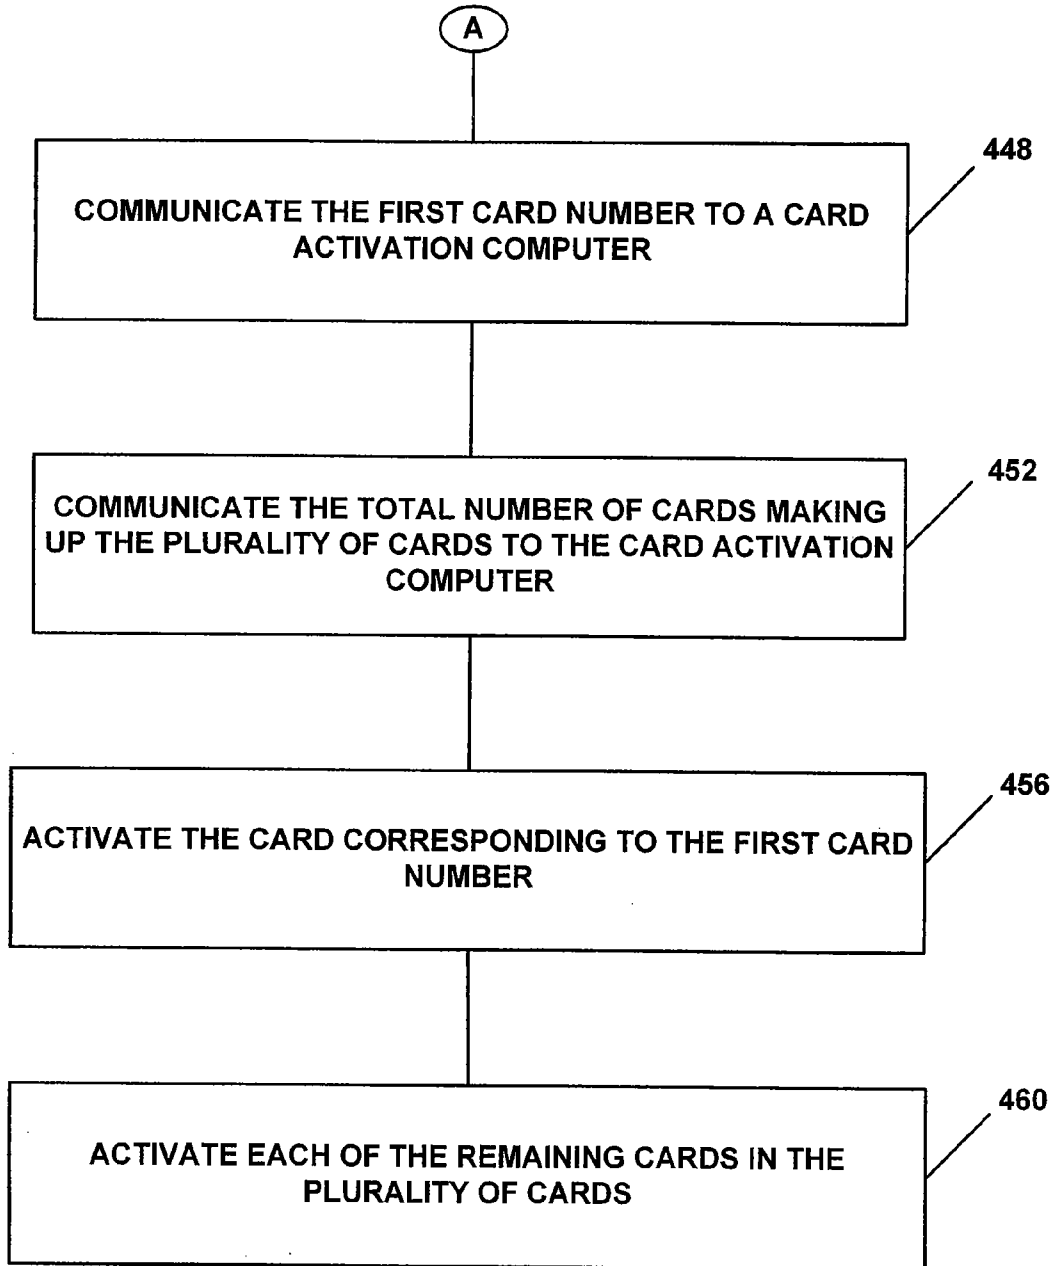 A
448
COMMUNICATE THE FIRST CARD NUMBER TO A CARD
ACTIVATION COMPUTER
452
COMMUNICATE THE TOTAL NUMBER OF CARDS MAKING
UP THE PLURALITY OF CARDS TO THE CARD ACTIVATION
COMPUTER
456
ACTIVATE THE CARD CORRESPONDING TO THE FIRST CARD
NUMBER
460
ACTIVATE EACH OF THE REMAINING CARDS IN THE
PLURALITY OF CARDS